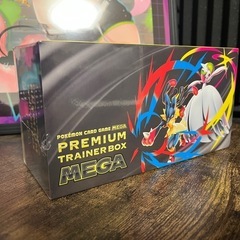 POKÉMON CARD GAME MEGA
PREMIUM
TRAINER BOX
MEGA